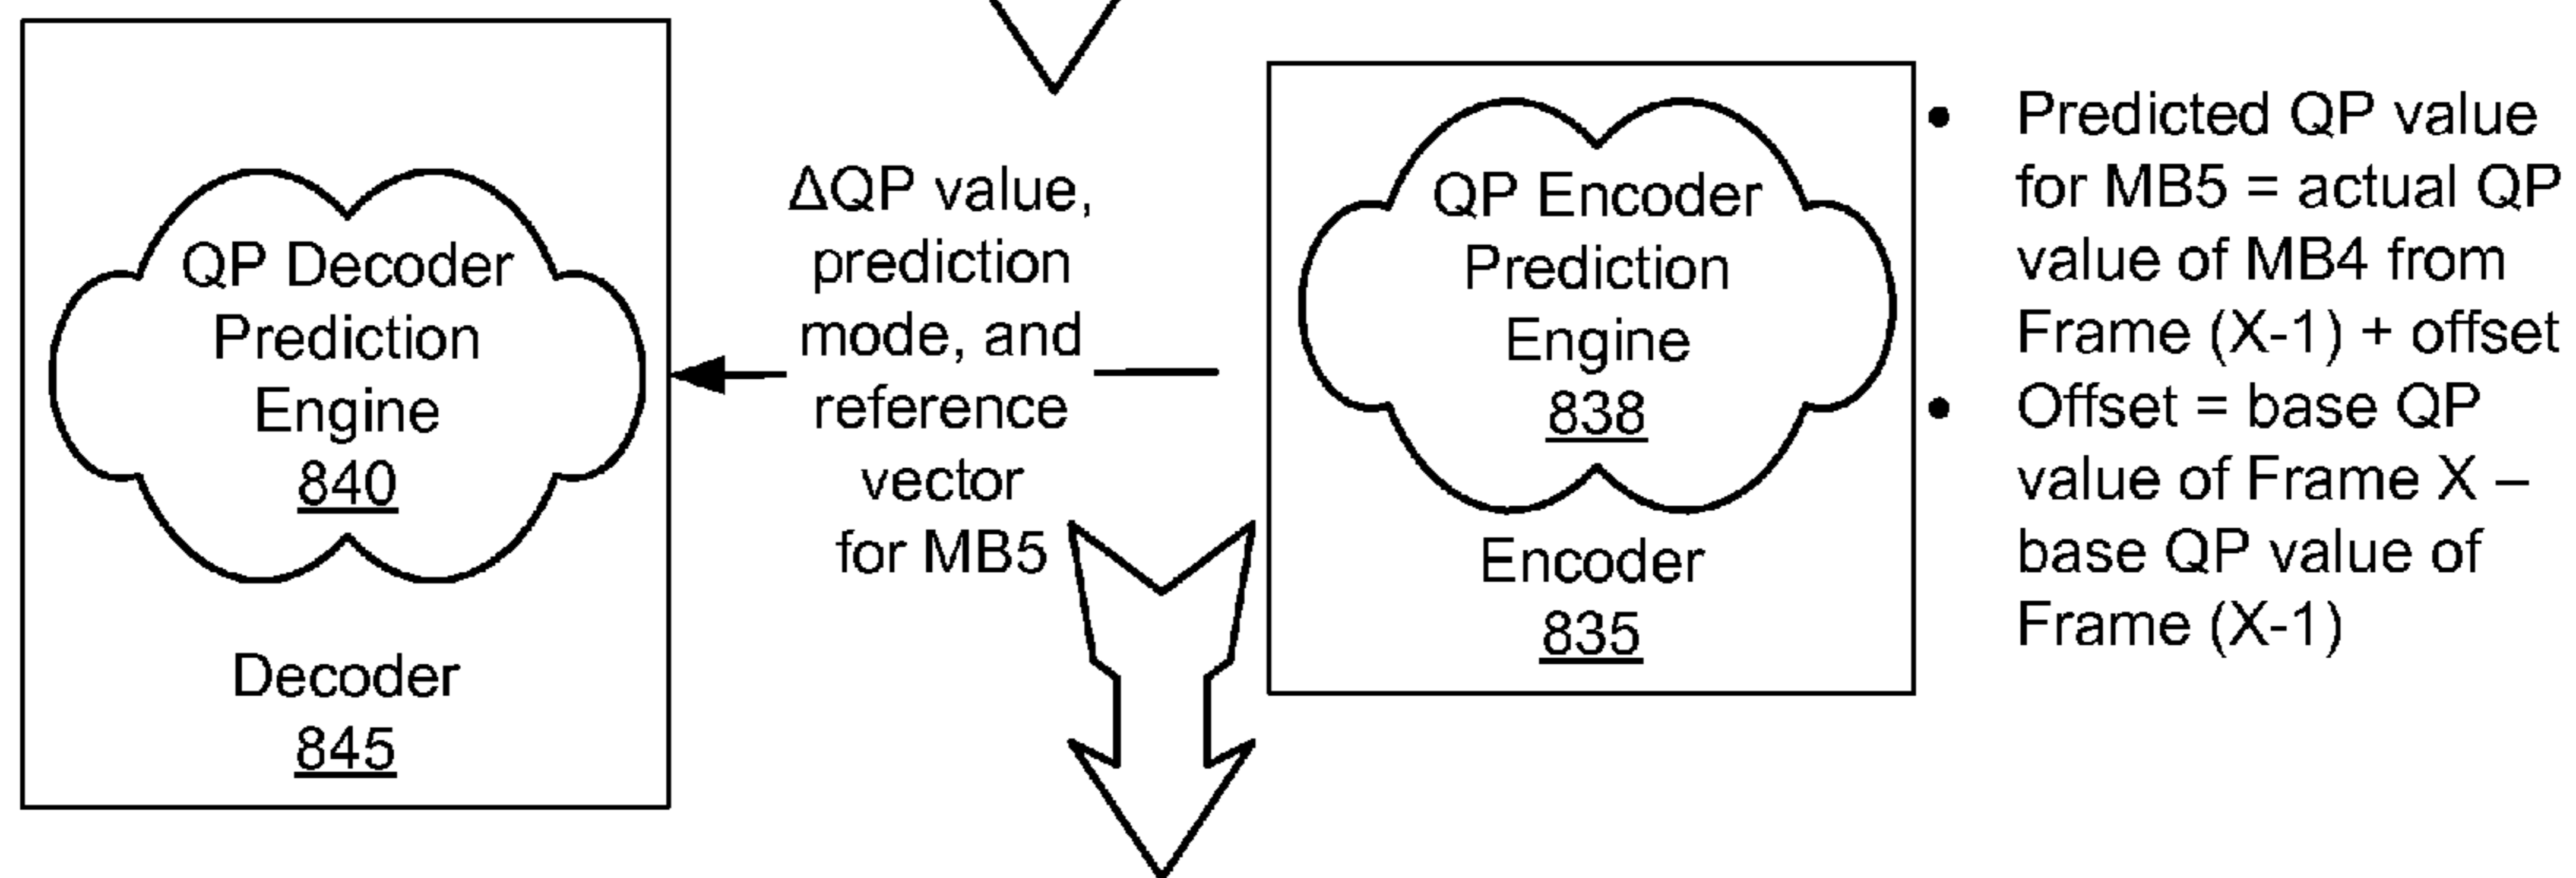 QP Decoder
Prediction
Engine
840
Decoder
845
ΔQP value,
prediction
mode, and
reference
vector
for MB5
QP Encoder
Prediction
Engine
838
Encoder
835
• Predicted QP value
for MB5 = actual QP
value of MB4 from
Frame (X-1) + offset
• Offset = base QP
value of Frame X –
base QP value of
Frame (X-1)